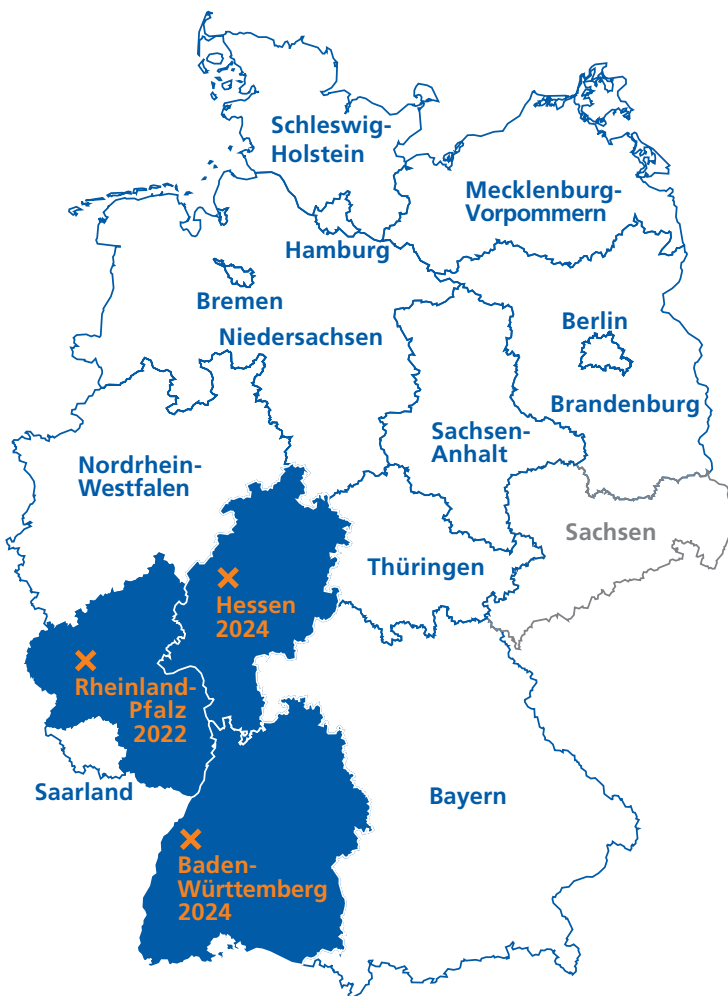 Schleswig-
Holstein
Mecklenburg-
Vorpommern
Hamburg
Bremen
Niedersachsen
Berlin
Brandenburg
Sachsen-
Anhalt
Nordrhein-
Westfalen
Sachsen
Thüringen
Hessen
2024
Rheinland-
Pfalz
2022
Saarland
Bayern
Baden-
Württemberg
2024